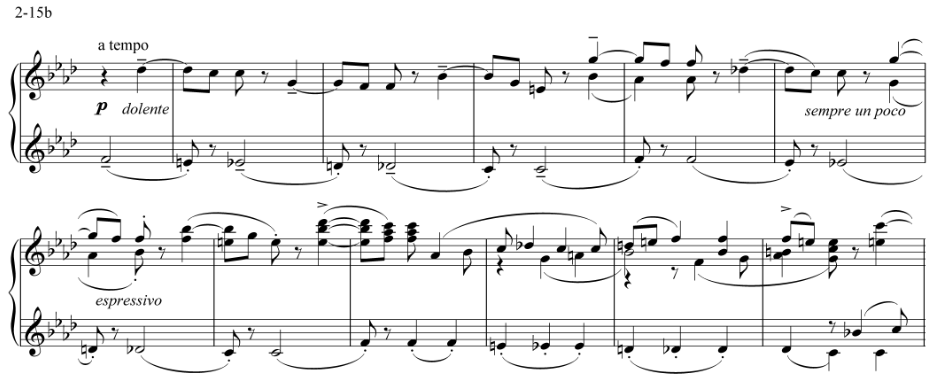 2-15b
a tempo
p dolente
sempre un poco
espressivo